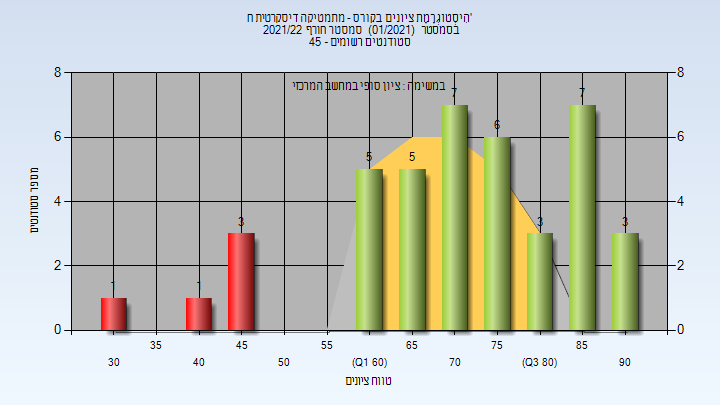 הִיסטוֹגרָמַת ציונים בקורס - מתמטיקה דיסקרטית ח'
בסמסטר (01/2021) סמסטר חורף 2021/22
סטודנטים רשומים - 45
במשימה : ציון סופי במחשב המרכזי
8 8
6 6
4 4
2 2
0 0
1 1 3 5 5 7 6 3 7 3
מספר סטודנטים
35 45 55 65 75 85
30 40 50 (Q1 60) 70 (Q3 80) 90
טווח ציונים